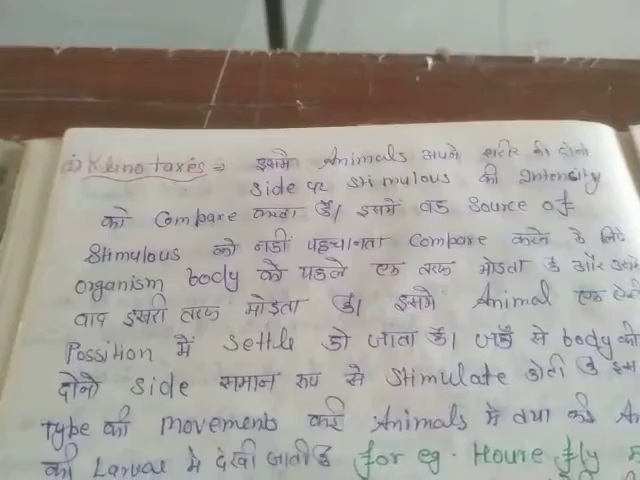 i) Klino taxes ⇒ इसमे Animals अपने शरीर की दोनो
side पर stimulous की Intensity
को Compare करता है। इसमें वह Source of
Stimulous को नहीं पहचानता Compare करने के लिये
organism body को पहले एक तरफ मोडता है और उसके
बाद दूसरी तरफ मोडता है। इसमे Animal एक ऐसी
Possition में settle हो जाता है। जहाँ से body की
दोनो side समान रूप से stimulate होती है इस
type की movements कई Animals मे तथा कई
की Larvae मे देखी जाती है for eg. House fly